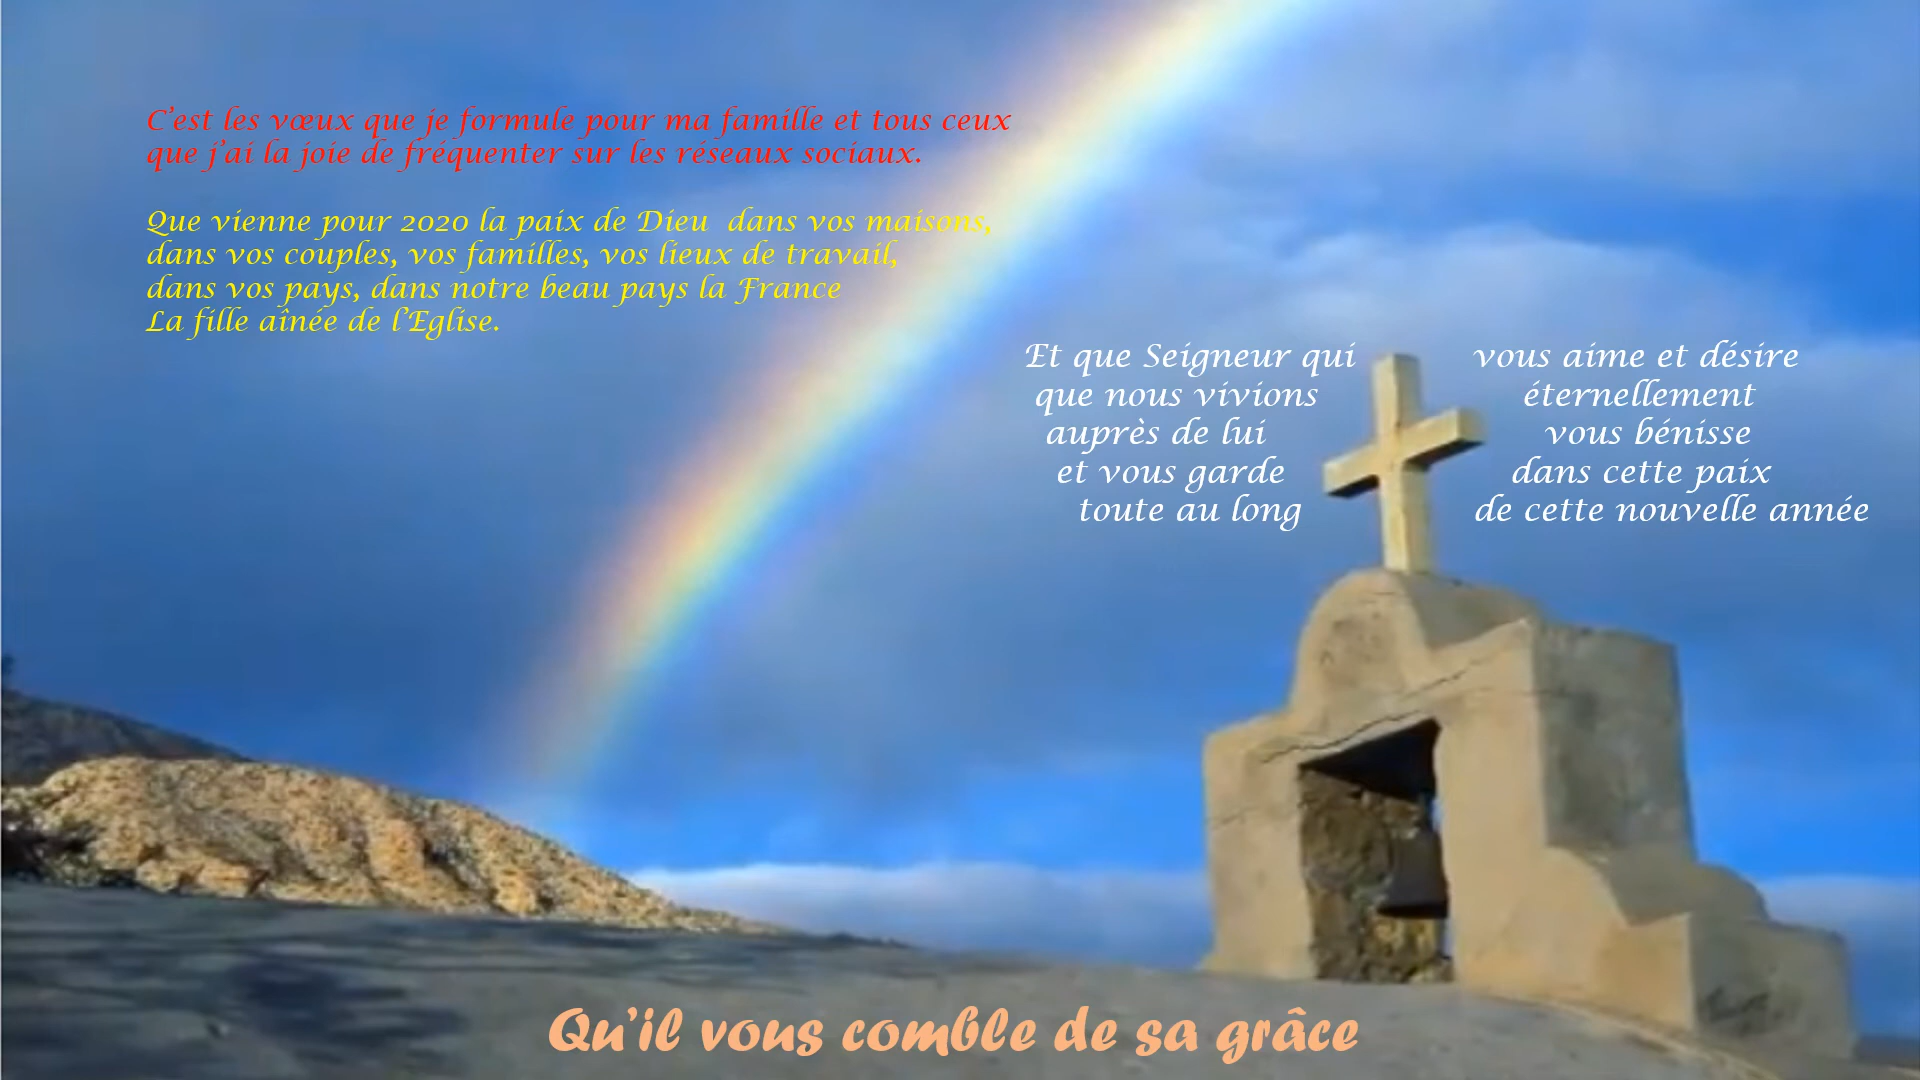 C'est les vœux que je formule pour ma famille et tous ceux
que j'ai la joie de fréquenter sur les réseaux sociaux.
Que vienne pour 2020 la paix de Dieu dans vos maisons,
dans vos couples, vos familles, vos lieux de travail,
dans vos pays, dans notre beau pays la France
La fille aînée de l'Eglise.
Et que Seigneur qui vous aime et désire
que nous vivions éternellement
auprès de lui vous bénisse
et vous garde dans cette paix
toute au long de cette nouvelle année
Qu'il vous comble de sa grâce